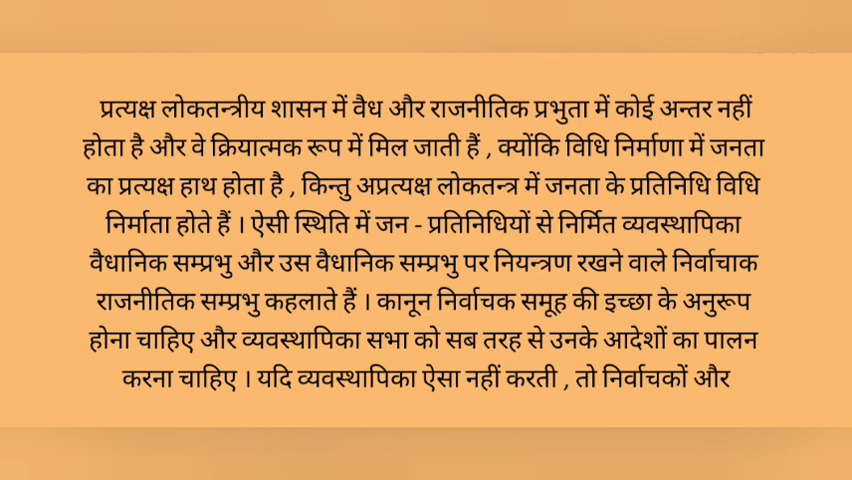 प्रत्यक्ष लोकतन्त्रीय शासन में वैध और राजनीतिक प्रभुता में कोई अन्तर नहीं
होता है और वे क्रियात्मक रूप में मिल जाती हैं , क्योंकि विधि निर्माणा में जनता
का प्रत्यक्ष हाथ होता है , किन्तु अप्रत्यक्ष लोकतन्त्र में जनता के प्रतिनिधि विधि
निर्माता होते हैं । ऐसी स्थिति में जन - प्रतिनिधियों से निर्मित व्यवस्थापिका
वैधानिक सम्प्रभु और उस वैधानिक सम्प्रभु पर नियन्त्रण रखने वाले निर्वाचाक
राजनीतिक सम्प्रभु कहलाते हैं । कानून निर्वाचक समूह की इच्छा के अनुरूप
होना चाहिए और व्यवस्थापिका सभा को सब तरह से उनके आदेशों का पालन
करना चाहिए । यदि व्यवस्थापिका ऐसा नहीं करती , तो निर्वाचकों और